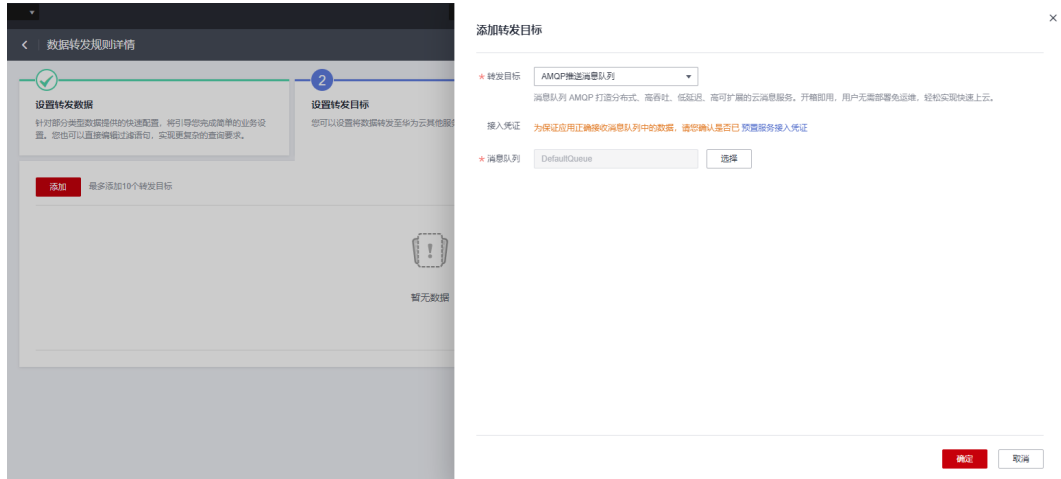 数据转发规则详情
2
设置转发数据
针对部分类型数据提供的快速配置，将引导您完成简单的业务设
置。您也可以直接编辑过滤语句，实现更复杂的查询要求。
设置转发目标
您可以设置将数据转发至华为云其他服
添加
最多添加10个转发目标
暂无数据
添加转发目标
* 转发目标
AMQP推送消息队列
消息队列 AMQP 打造分布式、高吞吐、低延迟、高可扩展的云消息服务。开箱即用，用户无需部署免运维，轻松实现快速上云。
接入凭证
为保证应用正确接收消息队列中的数据，请您确认是否已 预置服务接入凭证
* 消息队列
DefaultQueue
选择
确定
取消